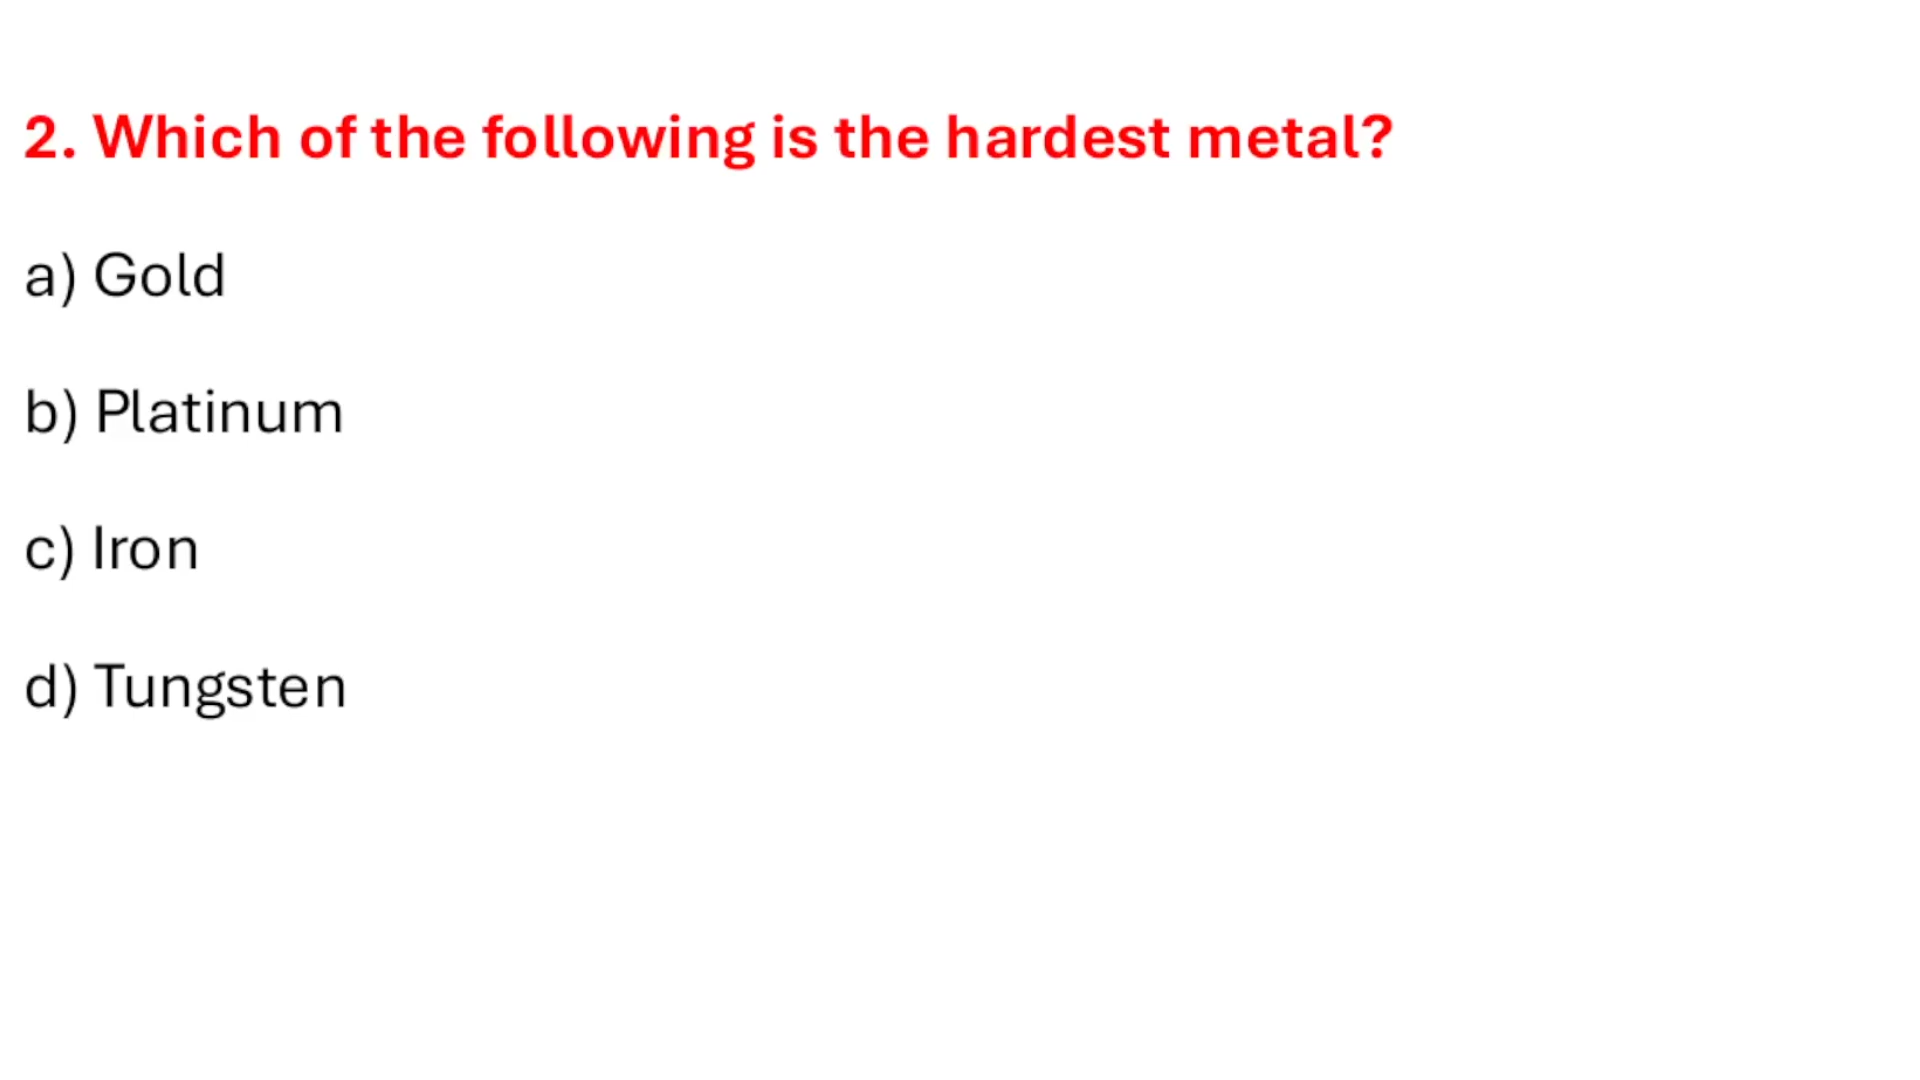 2. Which of the following is the hardest metal?
a) Gold
b) Platinum
c) Iron
d) Tungsten